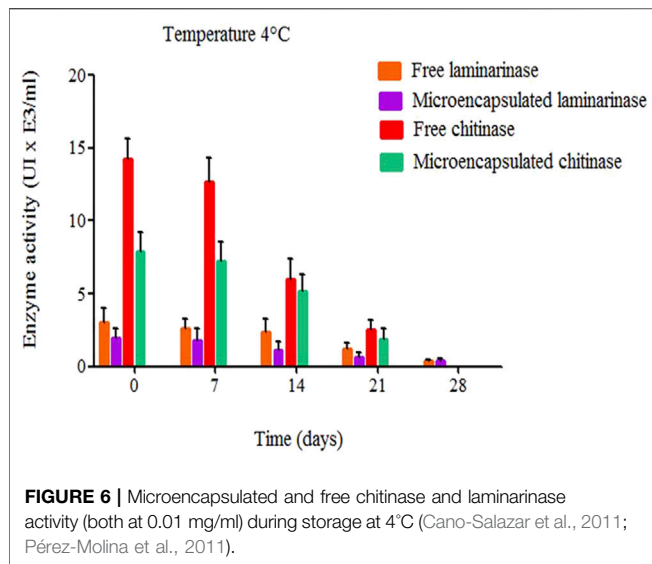 Temperature 4°C
Free laminarinase
Microencapsulated laminarinase
Free chitinase
Microencapsulated chitinase
Enzyme activity (UI x E3/ml)
20
15
10
5
0
0 7 14 21 28
Time (days)
FIGURE 6 | Microencapsulated and free chitinase and laminarinase
activity (both at 0.01 mg/ml) during storage at 4°C (Cano-Salazar et al., 2011;
Pérez-Molina et al., 2011).